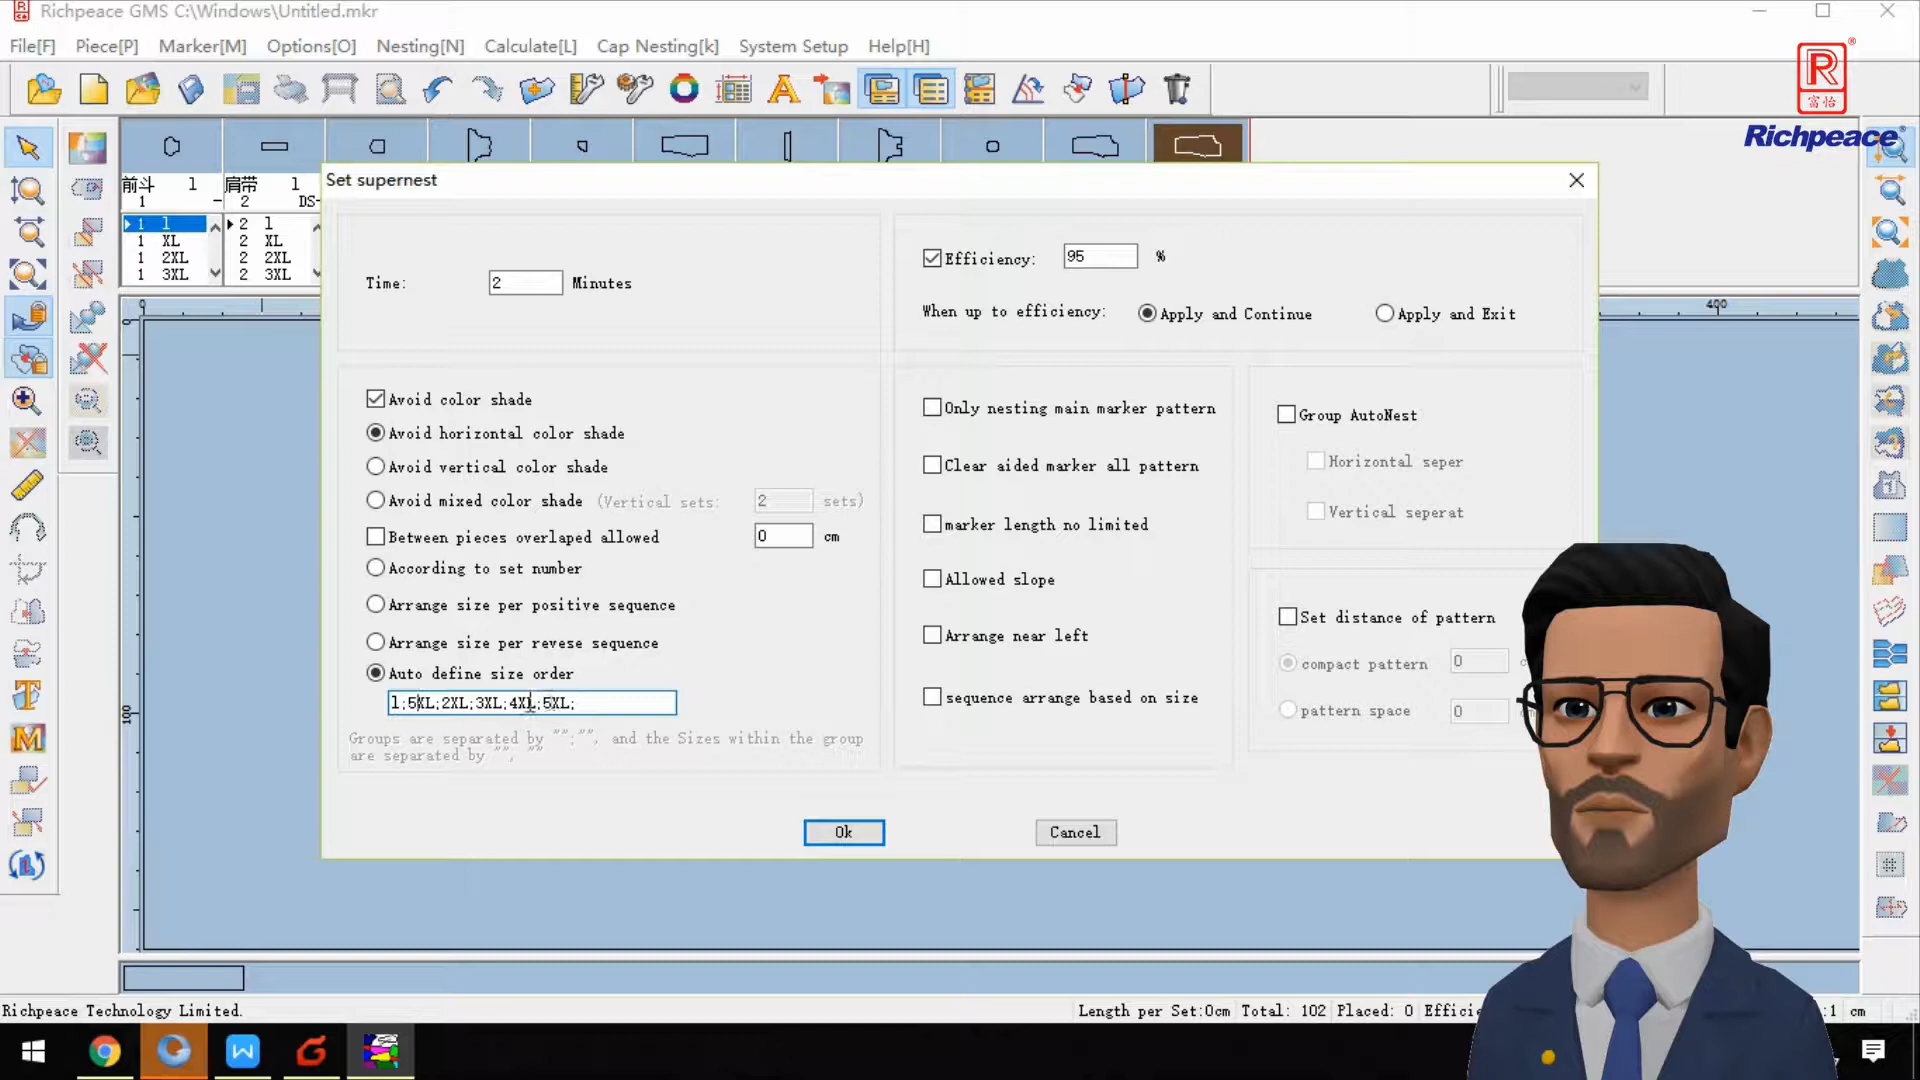 Richpeace GMS C:\Windows\Untitled.mkr
File[F] Piece[P] Marker[M] Options[O] Nesting[N] Calculate[L] Cap Nesting[k] System Setup Help[H]
R
®
富怡
Richpeace
前斗 l 肩带 l
1 - 2 DS-
1 l 2 l
1 XL 2 XL
1 2XL 2 2XL
1 3XL 2 3XL
Set supernest
Time: 2 Minutes
Efficiency: 95 %
When up to efficiency: Apply and Continue Apply and Exit
Avoid color shade
Avoid horizontal color shade
Avoid vertical color shade
Avoid mixed color shade (Vertical sets: 2 sets)
Between pieces overlaped allowed 0 cm
According to set number
Arrange size per positive sequence
Arrange size per revese sequence
Auto define size order
l;5XL;2XL;3XL;4XL;5XL;
Groups are separated by "";"", and the Sizes within the group
are separated by "", ""
Only nesting main marker pattern
Clear aided marker all pattern
marker length no limited
Allowed slope
Arrange near left
sequence arrange based on size
Group AutoNest
Horizontal seper
Vertical seperat
Set distance of pattern
compact pattern 0 c
pattern space 0 cm
Ok Cancel
0 400
0
100
Richpeace Technology Limited.
Length per Set:0cm Total: 102 Placed: 0 Efficie :1 cm